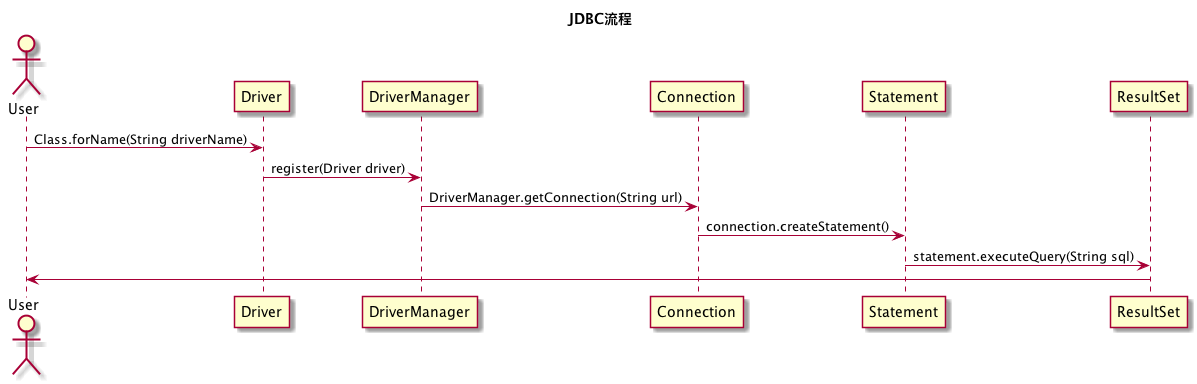 JDBC流程
User
Driver
DriverManager
Connection
Statement
ResultSet
Class.forName(String driverName)
register(Driver driver)
DriverManager.getConnection(String url)
connection.createStatement()
statement.executeQuery(String sql)
User
Driver
DriverManager
Connection
Statement
ResultSet